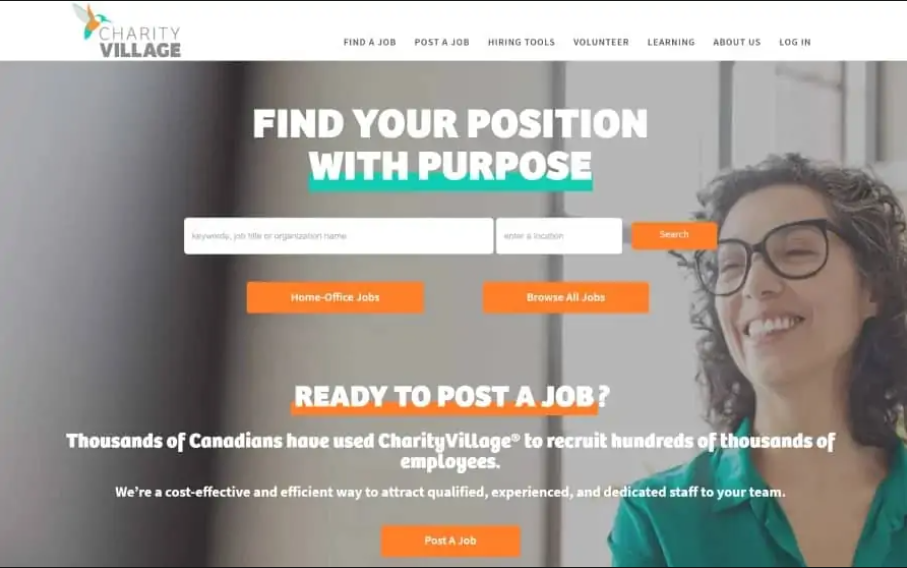 CHARITY
VILLAGE
FIND A JOB POST A JOB HIRING TOOLS VOLUNTEER LEARNING ABOUT US LOG IN
FIND YOUR POSITION
WITH PURPOSE
keywords, job title or organization name enter a location Search
Home-Office Jobs Browse All Jobs
READY TO POST A JOB?
Thousands of Canadians have used CharityVillage® to recruit hundreds of thousands of
employees.
We're a cost-effective and efficient way to attract qualified, experienced, and dedicated staff to your team.
Post A Job